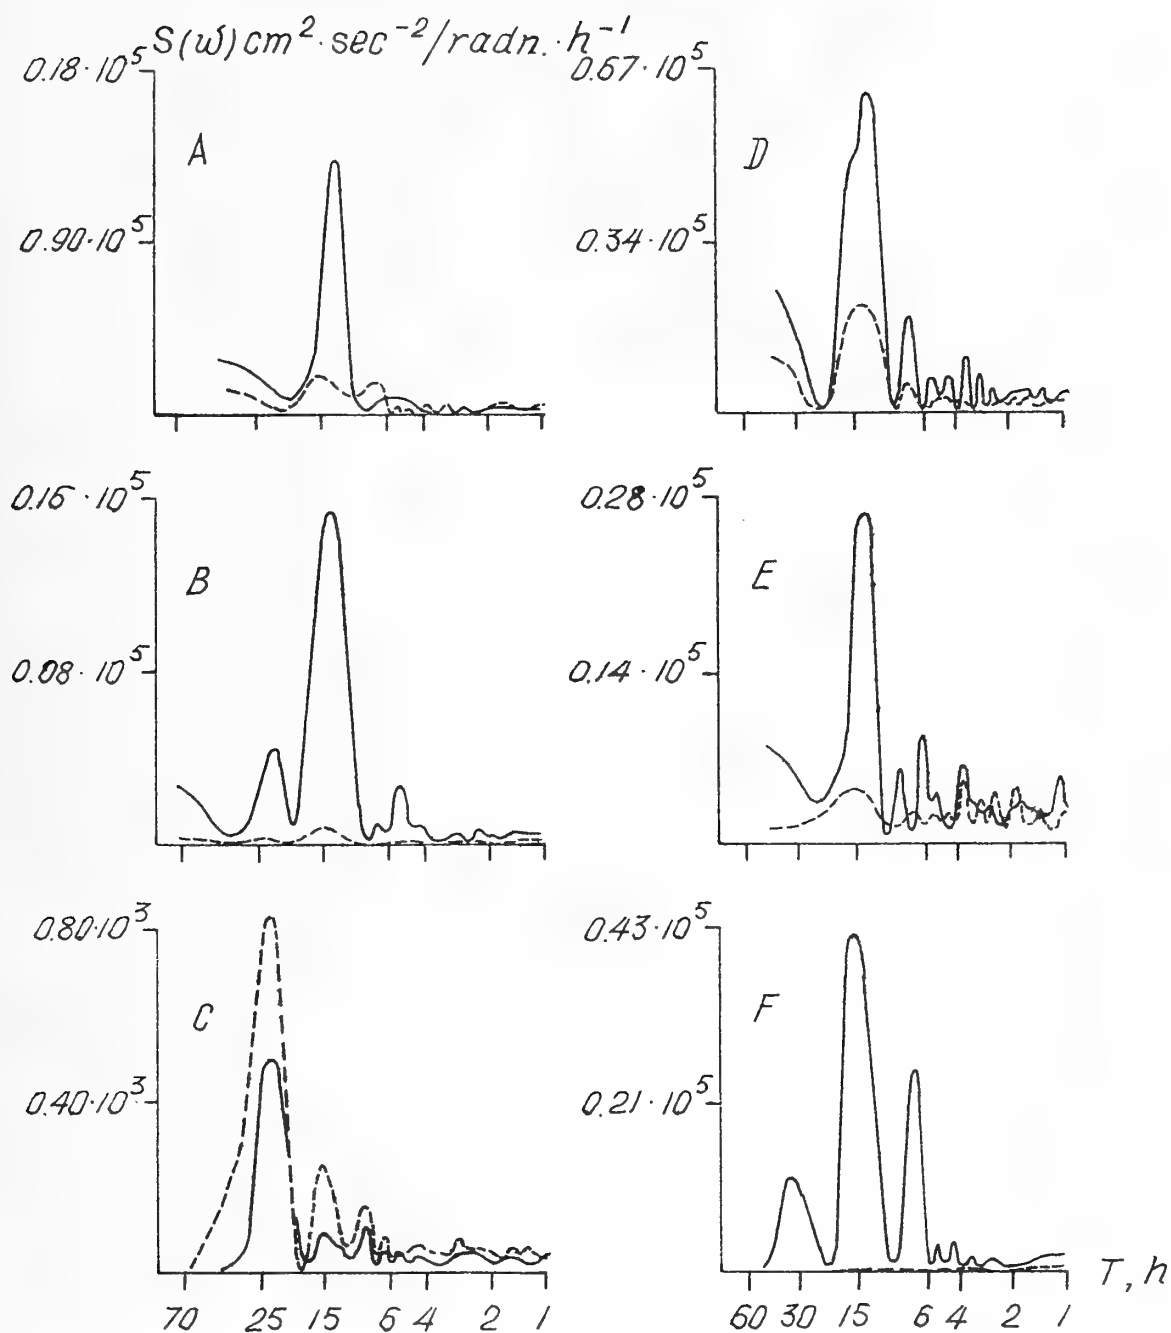 S(ω) cm²·sec⁻²/radn.·h⁻¹
0.18·10⁵
0.90·10⁵
A
0.67·10⁵
0.34·10⁵
D
0.16·10⁵
0.08·10⁵
B
0.28·10⁵
0.14·10⁵
E
0.80·10³
0.40·10³
C
0.43·10⁵
0.21·10⁵
F
70 25 15 6 4 2 1
60 30 15 6 4 2 1
T, h